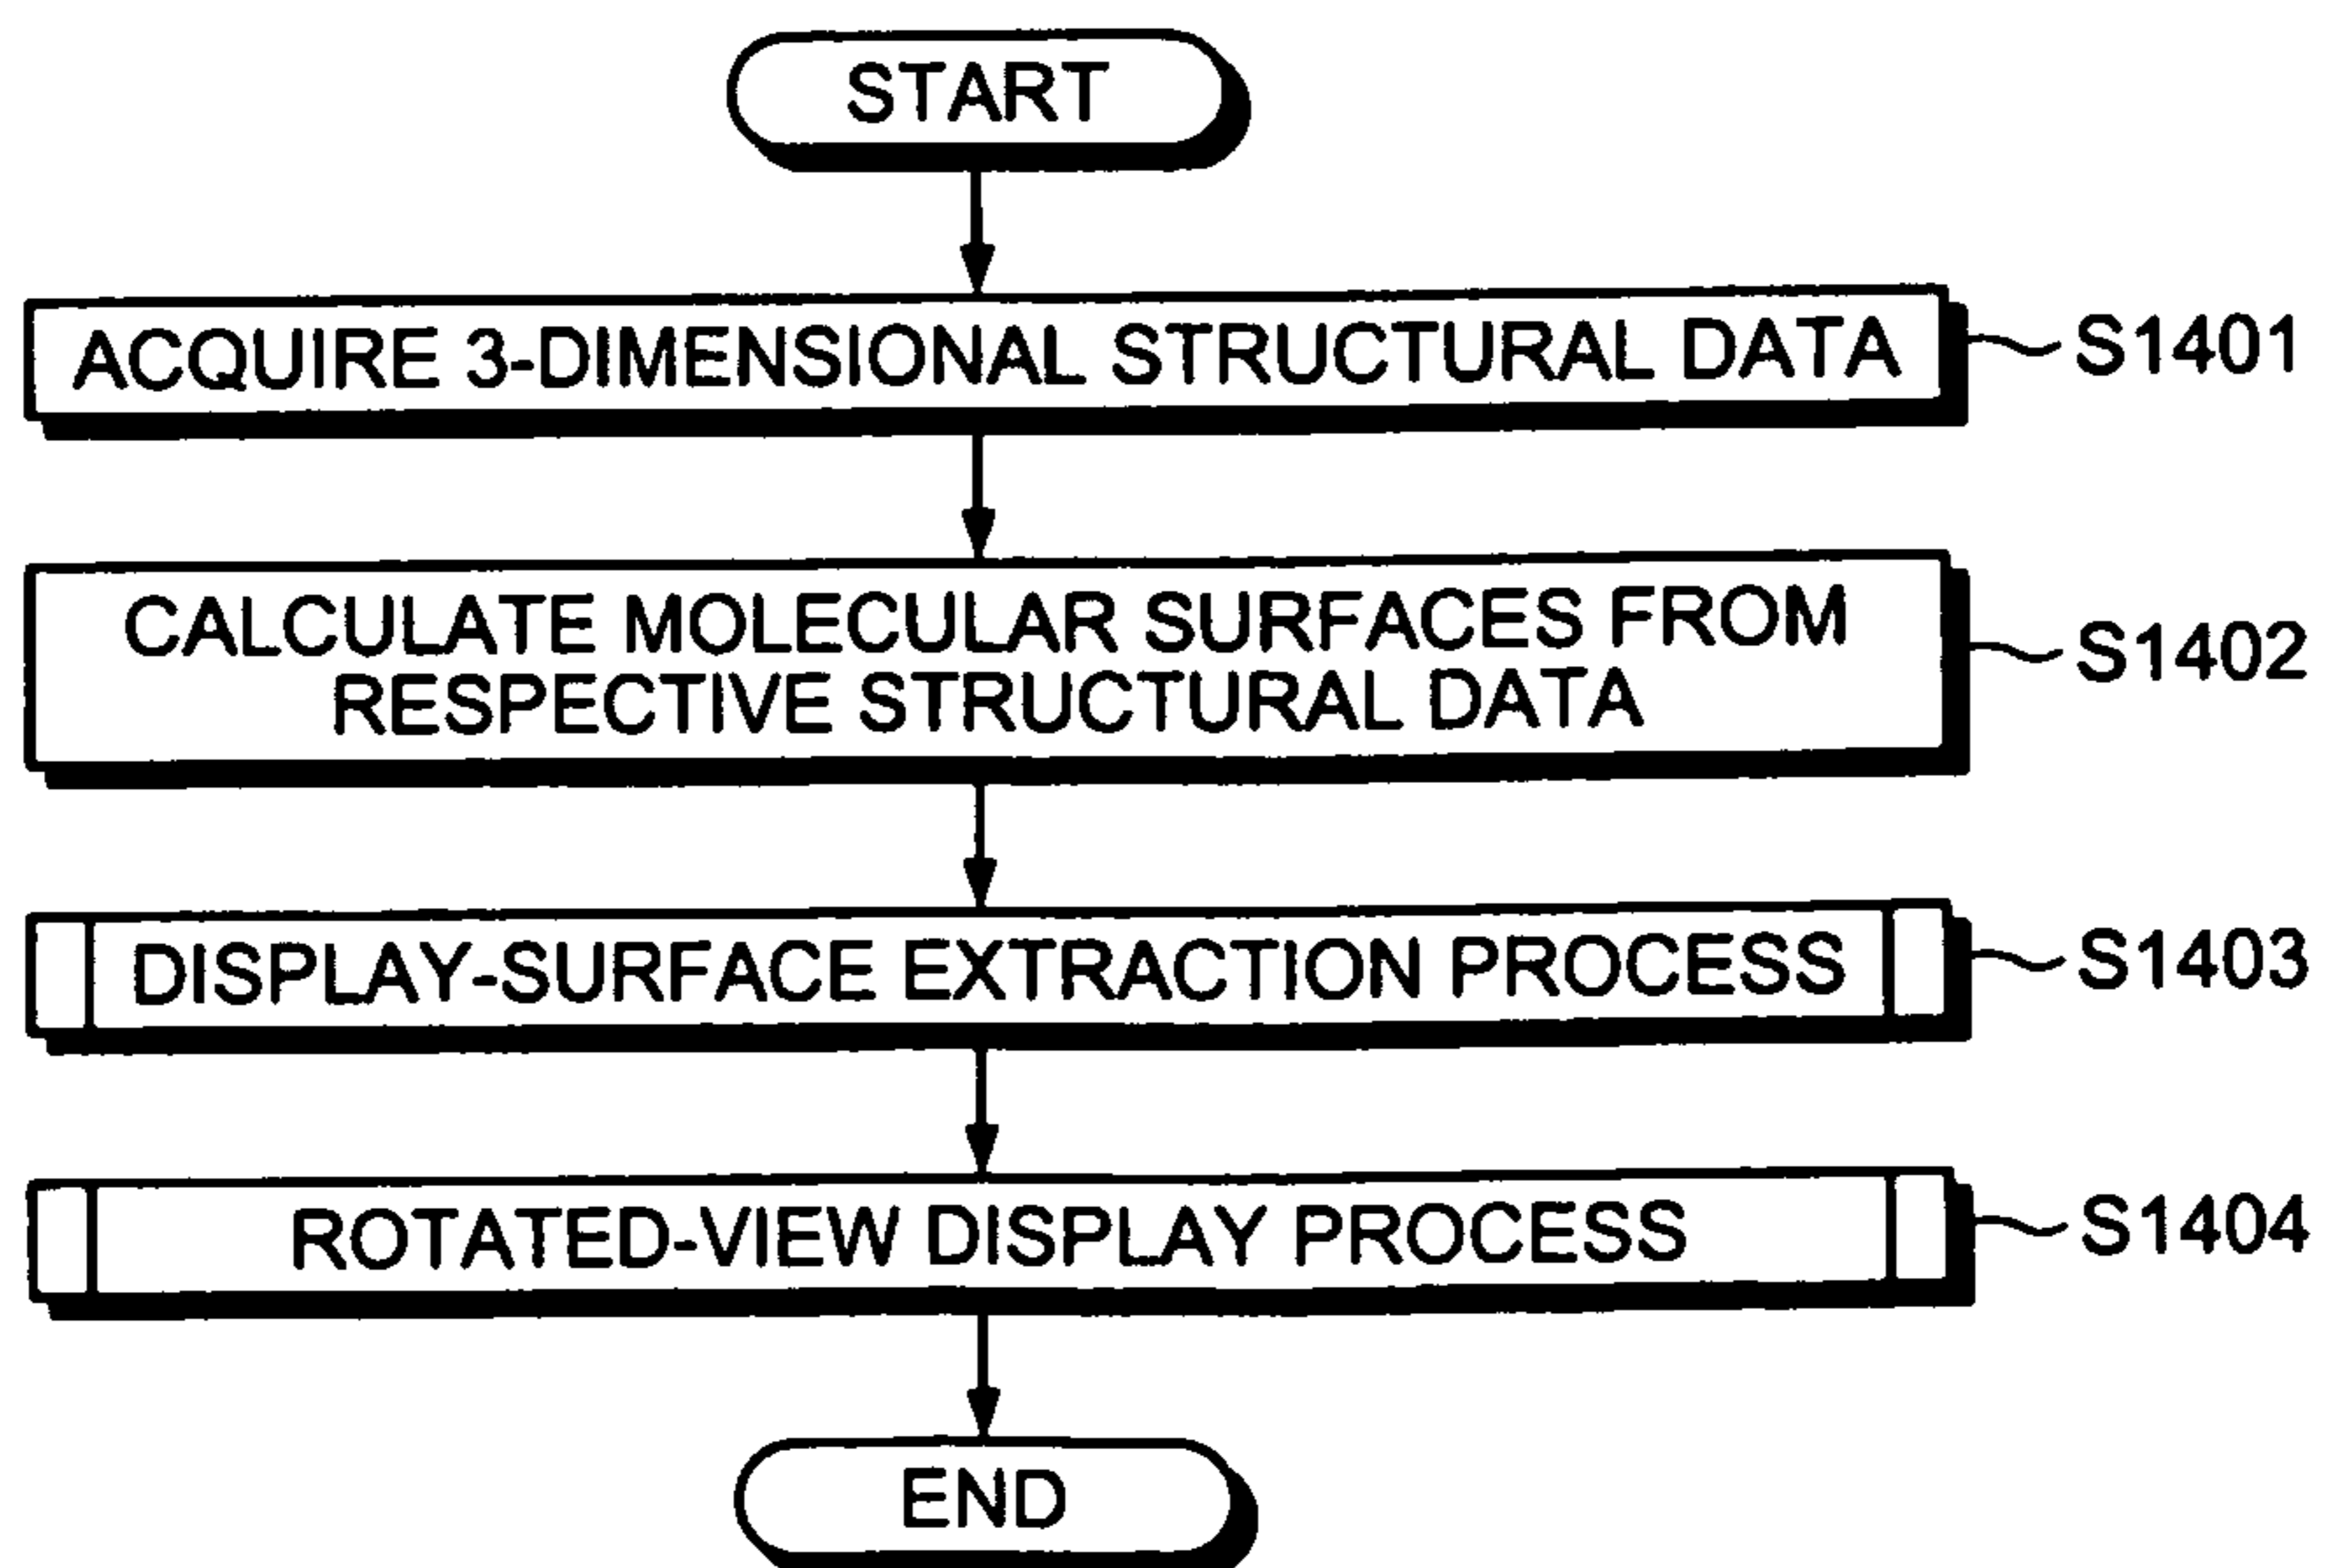 START
ACQUIRE 3-DIMENSIONAL STRUCTURAL DATA
S1401
CALCULATE MOLECULAR SURFACES FROM
RESPECTIVE STRUCTURAL DATA
S1402
DISPLAY-SURFACE EXTRACTION PROCESS
S1403
ROTATED-VIEW DISPLAY PROCESS
S1404
END